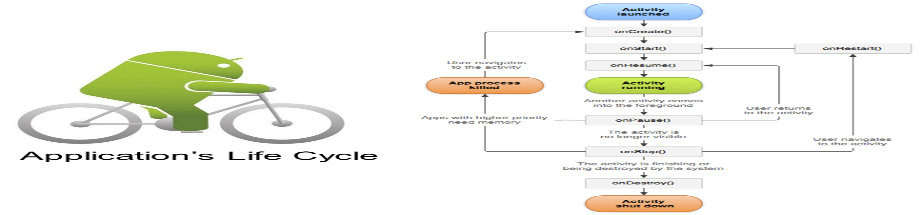 Application's Life Cycle
Activity
launched
onCreate()
onStart()
onRestart()
onResume()
User navigates
to the activity
App process
killed
Activity
running
Another activity comes
into the foreground
User returns
to the activity
Apps with higher priority
need memory
onPause()
The activity is
no longer visible
User navigates
to the activity
onStop()
The activity is finishing or
being destroyed by the system
onDestroy()
Activity
shut down